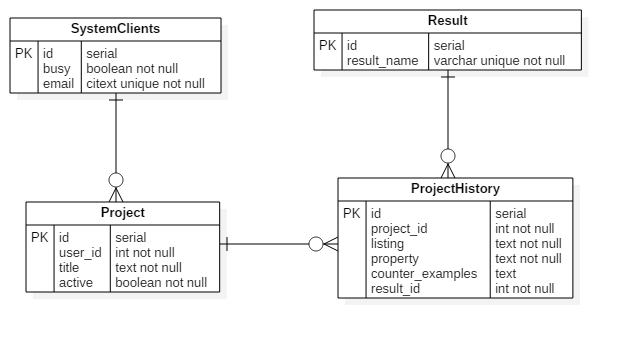 SystemClients
PK id serial
busy boolean not null
email citext unique not null
Result
PK id serial
result_name varchar unique not null
Project
PK id serial
user_id int not null
title text not null
active boolean not null
ProjectHistory
PK id serial
project_id int not null
listing text not null
property text not null
counter_examples text
result_id int not null